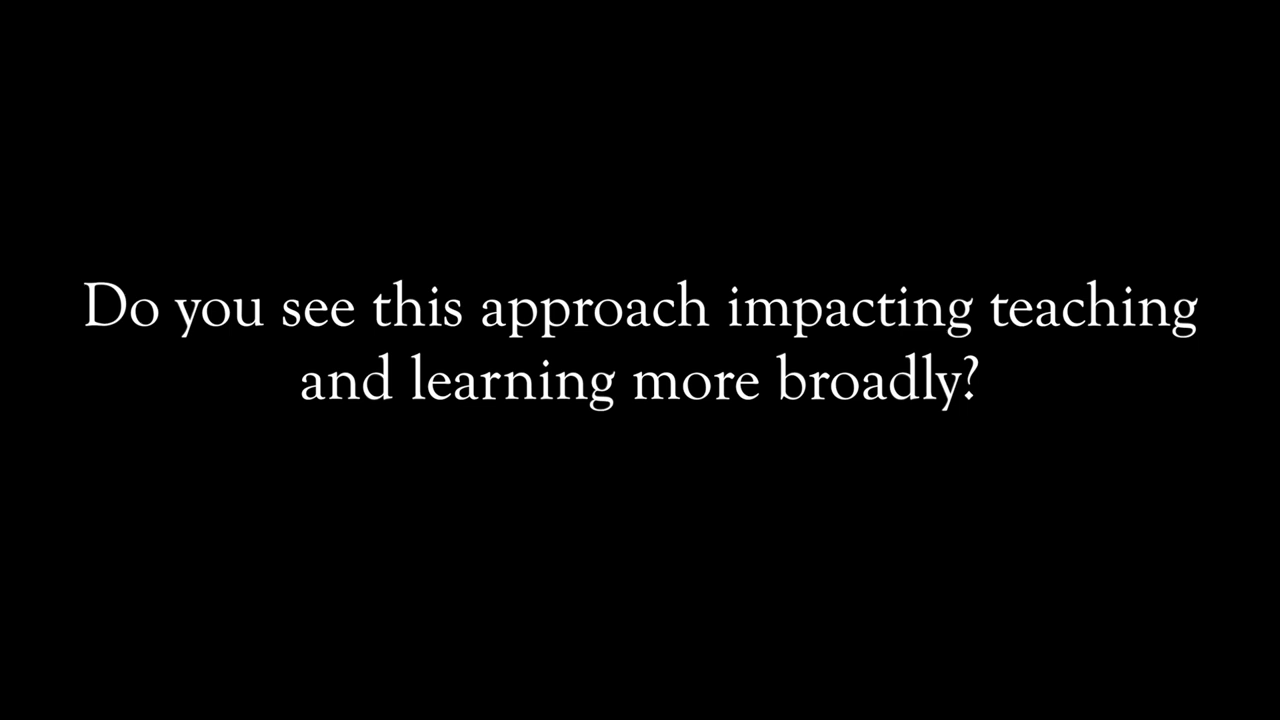 Do you see this approach impacting teaching
and learning more broadly?